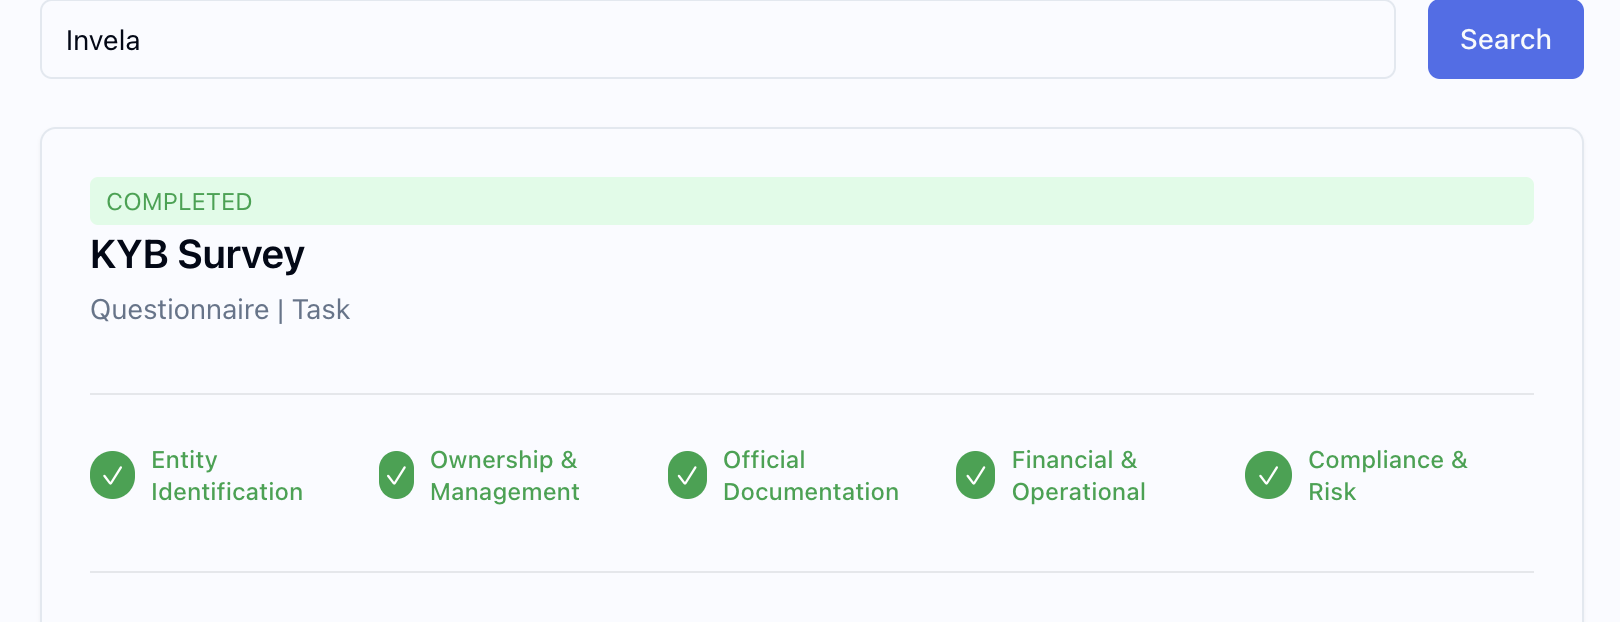 Invela
Search
COMPLETED
KYB Survey
Questionnaire | Task
Entity
Identification
Ownership &
Management
Official
Documentation
Financial &
Operational
Compliance &
Risk